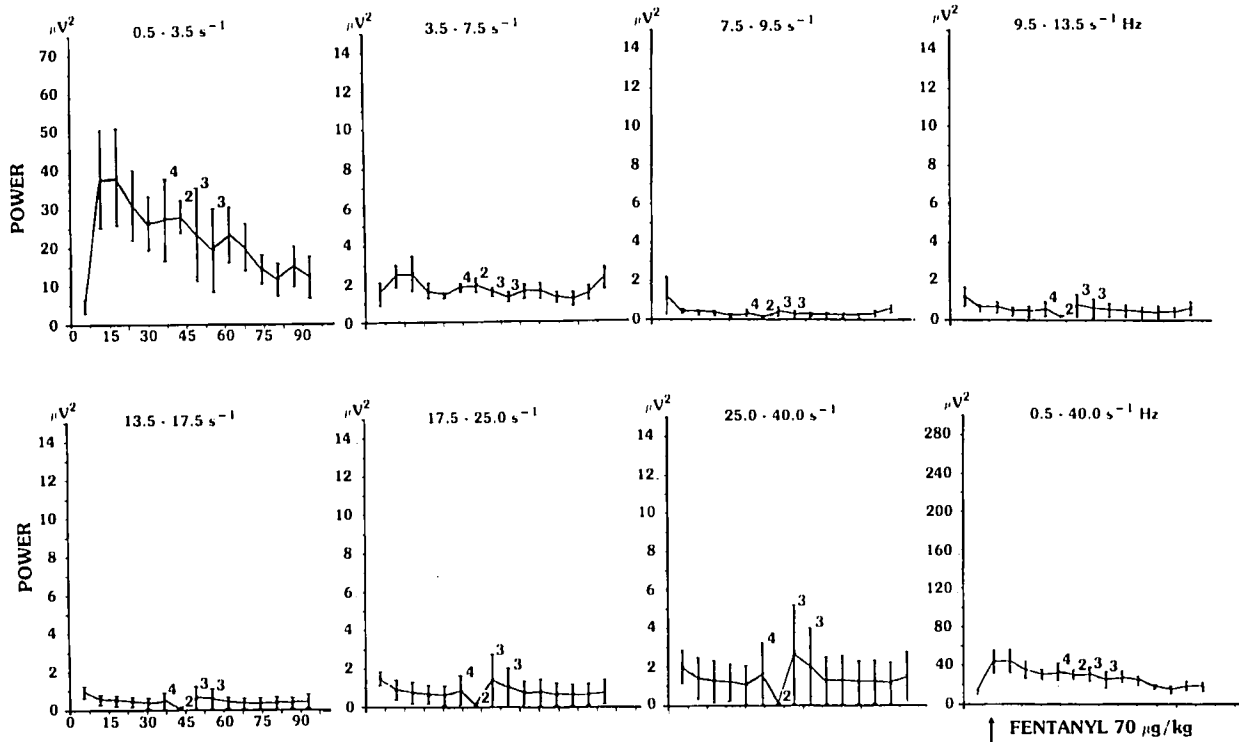 μV²
0.5 · 3.5 s⁻¹
70
60
50
40
30
20
10
0
POWER
4
2
3
3
0 15 30 45 60 75 90
μV²
3.5 · 7.5 s⁻¹
14
12
10
8
6
4
2
0
4 2 3 3
μV²
7.5 · 9.5 s⁻¹
14
12
10
8
6
4
2
0
4 2 3 3
μV²
9.5 · 13.5 s⁻¹ Hz
14
12
10
8
6
4
2
0
4 2 3 3
μV²
13.5 · 17.5 s⁻¹
14
12
10
8
6
4
2
0
POWER
4 2 3 3
0 15 30 45 60 75 90
μV²
17.5 · 25.0 s⁻¹
14
12
10
8
6
4
2
0
4 2 3 3
μV²
25.0 · 40.0 s⁻¹
14
12
10
8
6
4
2
0
4 2 3 3
μV²
0.5 · 40.0 s⁻¹ Hz
280
240
200
160
120
80
40
0
4 2 3 3
↑ FENTANYL 70 μg/kg